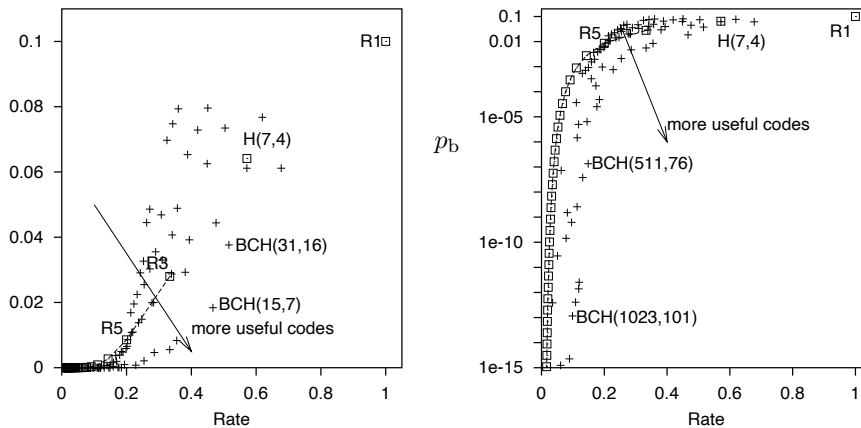 0.1
R1
0.08
H(7,4)
0.06
0.04
BCH(31,16)
R3
0.02
BCH(15,7)
R5
more useful codes
0
0 0.2 0.4 0.6 0.8 1
Rate
0.1
R5
R1
0.01
H(7,4)
1e-05
more useful codes
p_b
BCH(511,76)
1e-10
BCH(1023,101)
1e-15
0 0.2 0.4 0.6 0.8 1
Rate